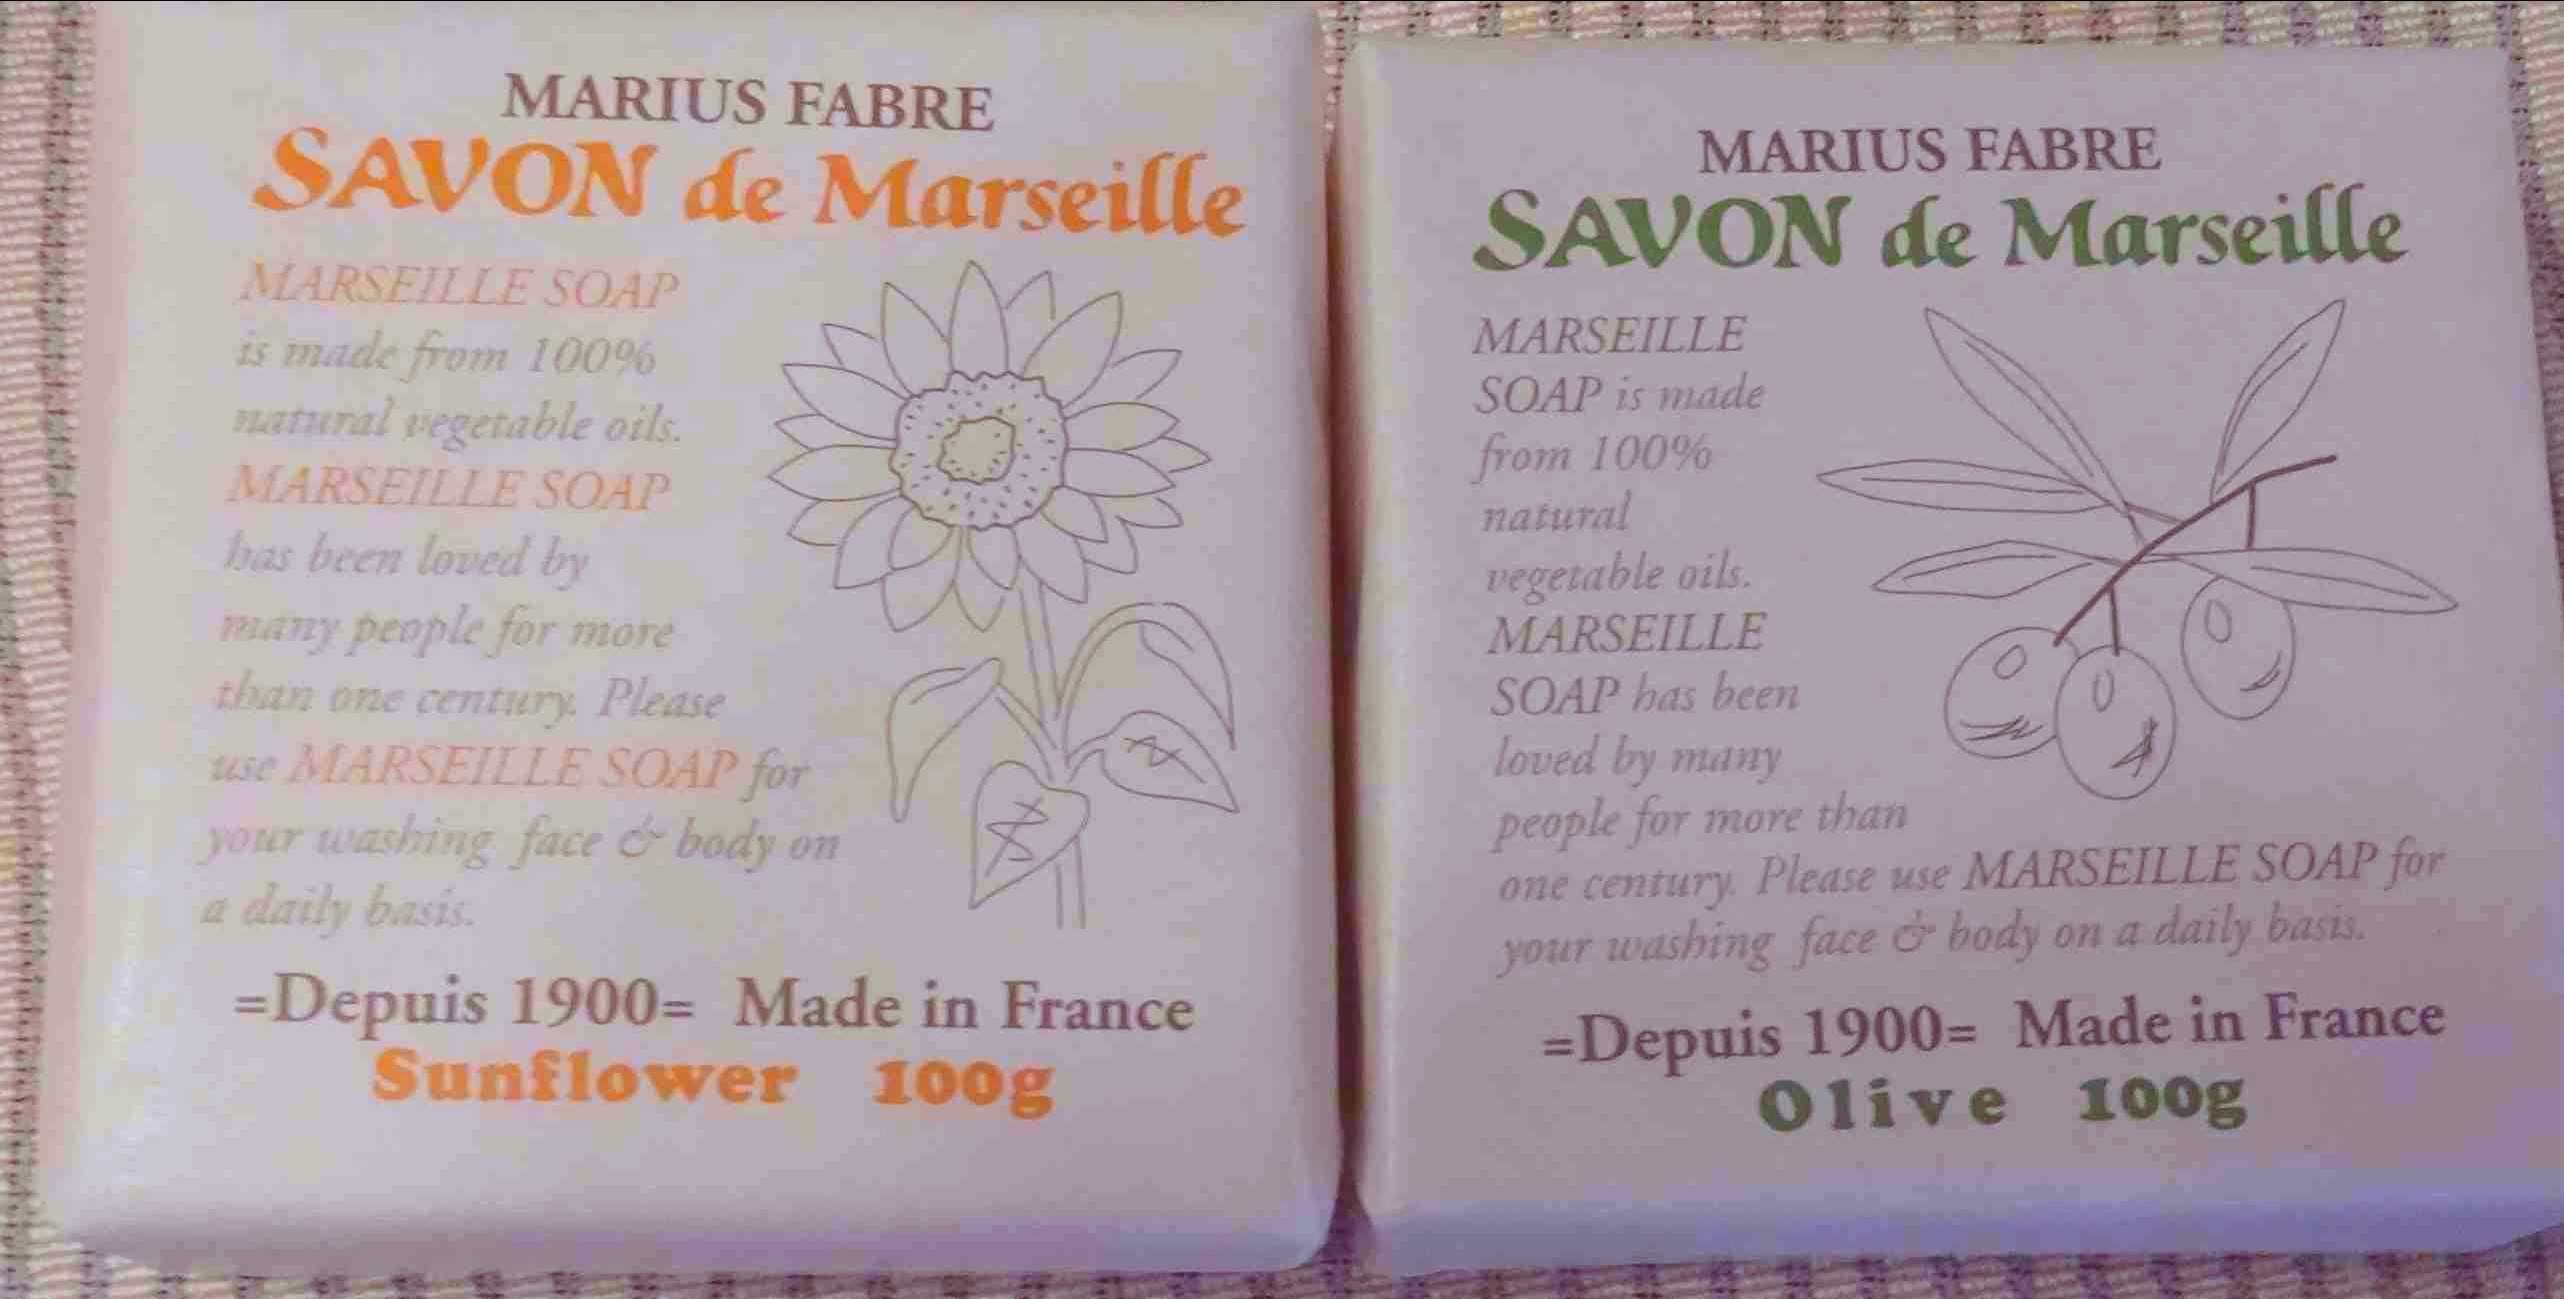 MARIUS FABRE
SAVON de Marseille
MARSEILLE SOAP
is made from 100%
natural vegetable oils.
MARSEILLE SOAP
has been loved by
many people for more
than one century. Please
use MARSEILLE SOAP for
your washing face & body on
a daily basis.
=Depuis 1900= Made in France
Sunflower 100g
MARIUS FABRE
SAVON de Marseille
MARSEILLE
SOAP is made
from 100%
natural
vegetable oils.
MARSEILLE
SOAP has been
loved by many
people for more than
one century. Please use MARSEILLE SOAP for
your washing face & body on a daily basis.
=Depuis 1900= Made in France
Olive 100g